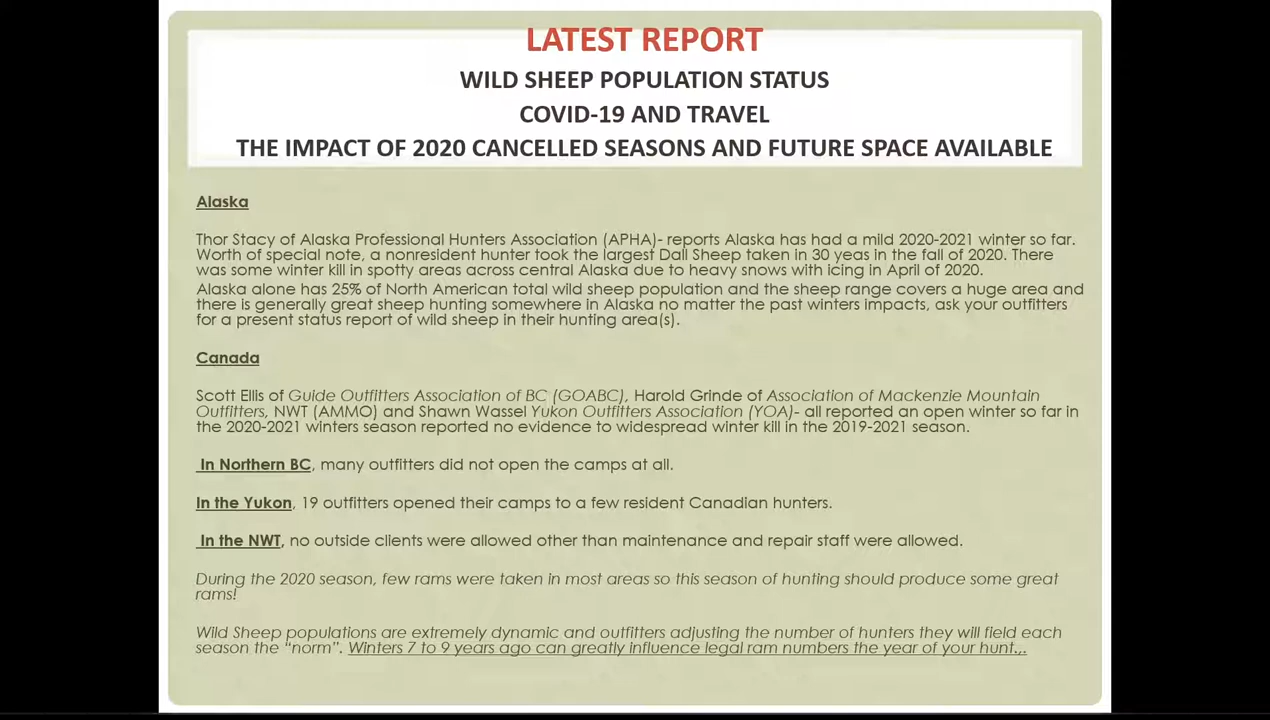 LATEST REPORT
WILD SHEEP POPULATION STATUS
COVID-19 AND TRAVEL
THE IMPACT OF 2020 CANCELLED SEASONS AND FUTURE SPACE AVAILABLE
Alaska
Thor Stacy of Alaska Professional Hunters Association (APHA)- reports Alaska has had a mild 2020-2021 winter so far.
Worth of special note, a nonresident hunter took the largest Dall Sheep taken in 30 yeas in the fall of 2020. There
was some winter kill in spotty areas across central Alaska due to heavy snows with icing in April of 2020.
Alaska alone has 25% of North American total wild sheep population and the sheep range covers a huge area and
there is generally great sheep hunting somewhere in Alaska no matter the past winters impacts, ask your outfitters
for a present status report of wild sheep in their hunting area(s).
Canada
Scott Ellis of Guide Outfitters Association of BC (GOABC), Harold Grinde of Association of Mackenzie Mountain
Outfitters, NWT (AMMO) and Shawn Wassel Yukon Outfitters Association (YOA)- all reported an open winter so far in
the 2020-2021 winters season reported no evidence to widespread winter kill in the 2019-2021 season.
In Northern BC, many outfitters did not open the camps at all.
In the Yukon, 19 outfitters opened their camps to a few resident Canadian hunters.
In the NWT, no outside clients were allowed other than maintenance and repair staff were allowed.
During the 2020 season, few rams were taken in most areas so this season of hunting should produce some great
rams!
Wild Sheep populations are extremely dynamic and outfitters adjusting the number of hunters they will field each
season the “norm”. Winters 7 to 9 years ago can greatly influence legal ram numbers the year of your hunt.,.